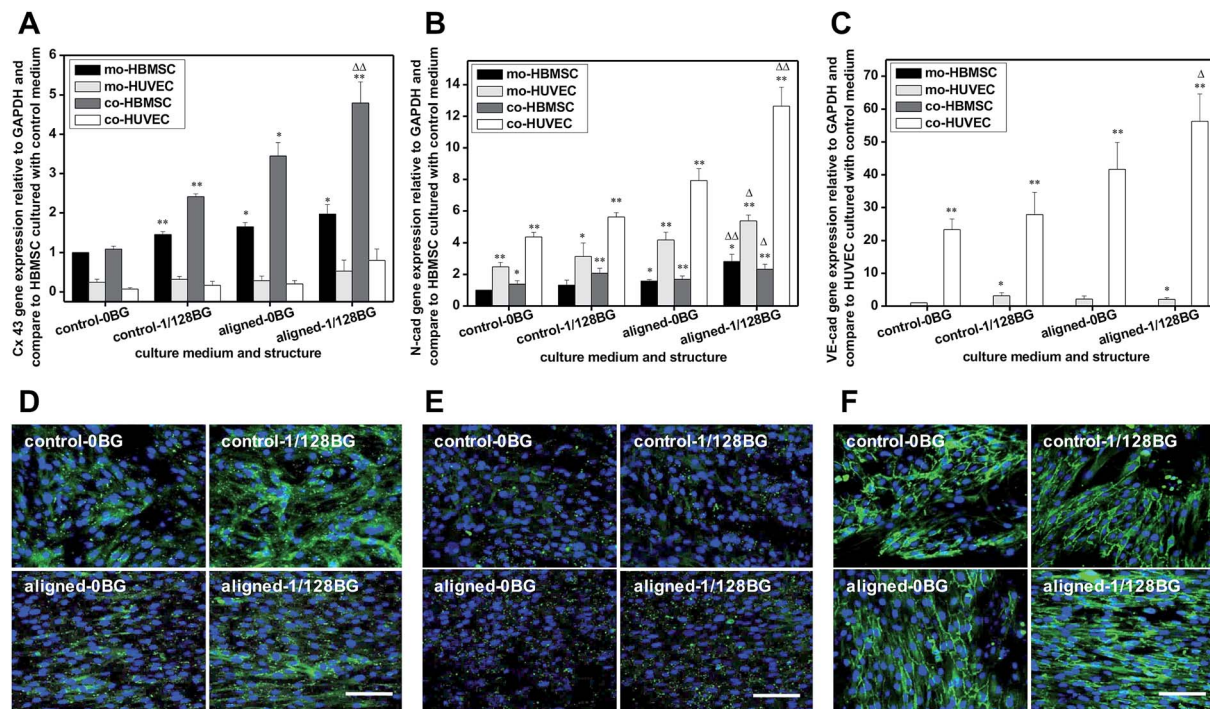 A
Cx 43 gene expression relative to GAPDH and
compare to HBMSC cultured with control medium
6
5
4
3
2
1
0
mo-HBMSC
mo-HUVEC
co-HBMSC
co-HUVEC
**
**
*
*
*
ΔΔ
**
control-0BG
control-1/128BG
aligned-0BG
aligned-1/128BG
culture medium and structure
B
N-cad gene expression relative to GAPDH and
compare to HBMSC cultured with control medium
14
12
10
8
6
4
2
0
mo-HBMSC
mo-HUVEC
co-HBMSC
co-HUVEC
**
*
**
*
**
**
*
**
**
**
ΔΔ
*
Δ
**
Δ
**
ΔΔ
**
control-0BG
control-1/128BG
aligned-0BG
aligned-1/128BG
culture medium and structure
C
VE-cad gene expression relative to GAPDH and
compare to HUVEC cultured with control medium
70
60
50
40
30
20
10
0
mo-HBMSC
mo-HUVEC
co-HBMSC
co-HUVEC
**
*
**
**
*
Δ
**
control-0BG
control-1/128BG
aligned-0BG
aligned-1/128BG
culture medium and structure
D
control-0BG
control-1/128BG
aligned-0BG
aligned-1/128BG
E
control-0BG
control-1/128BG
aligned-0BG
aligned-1/128BG
F
control-0BG
control-1/128BG
aligned-0BG
aligned-1/128BG